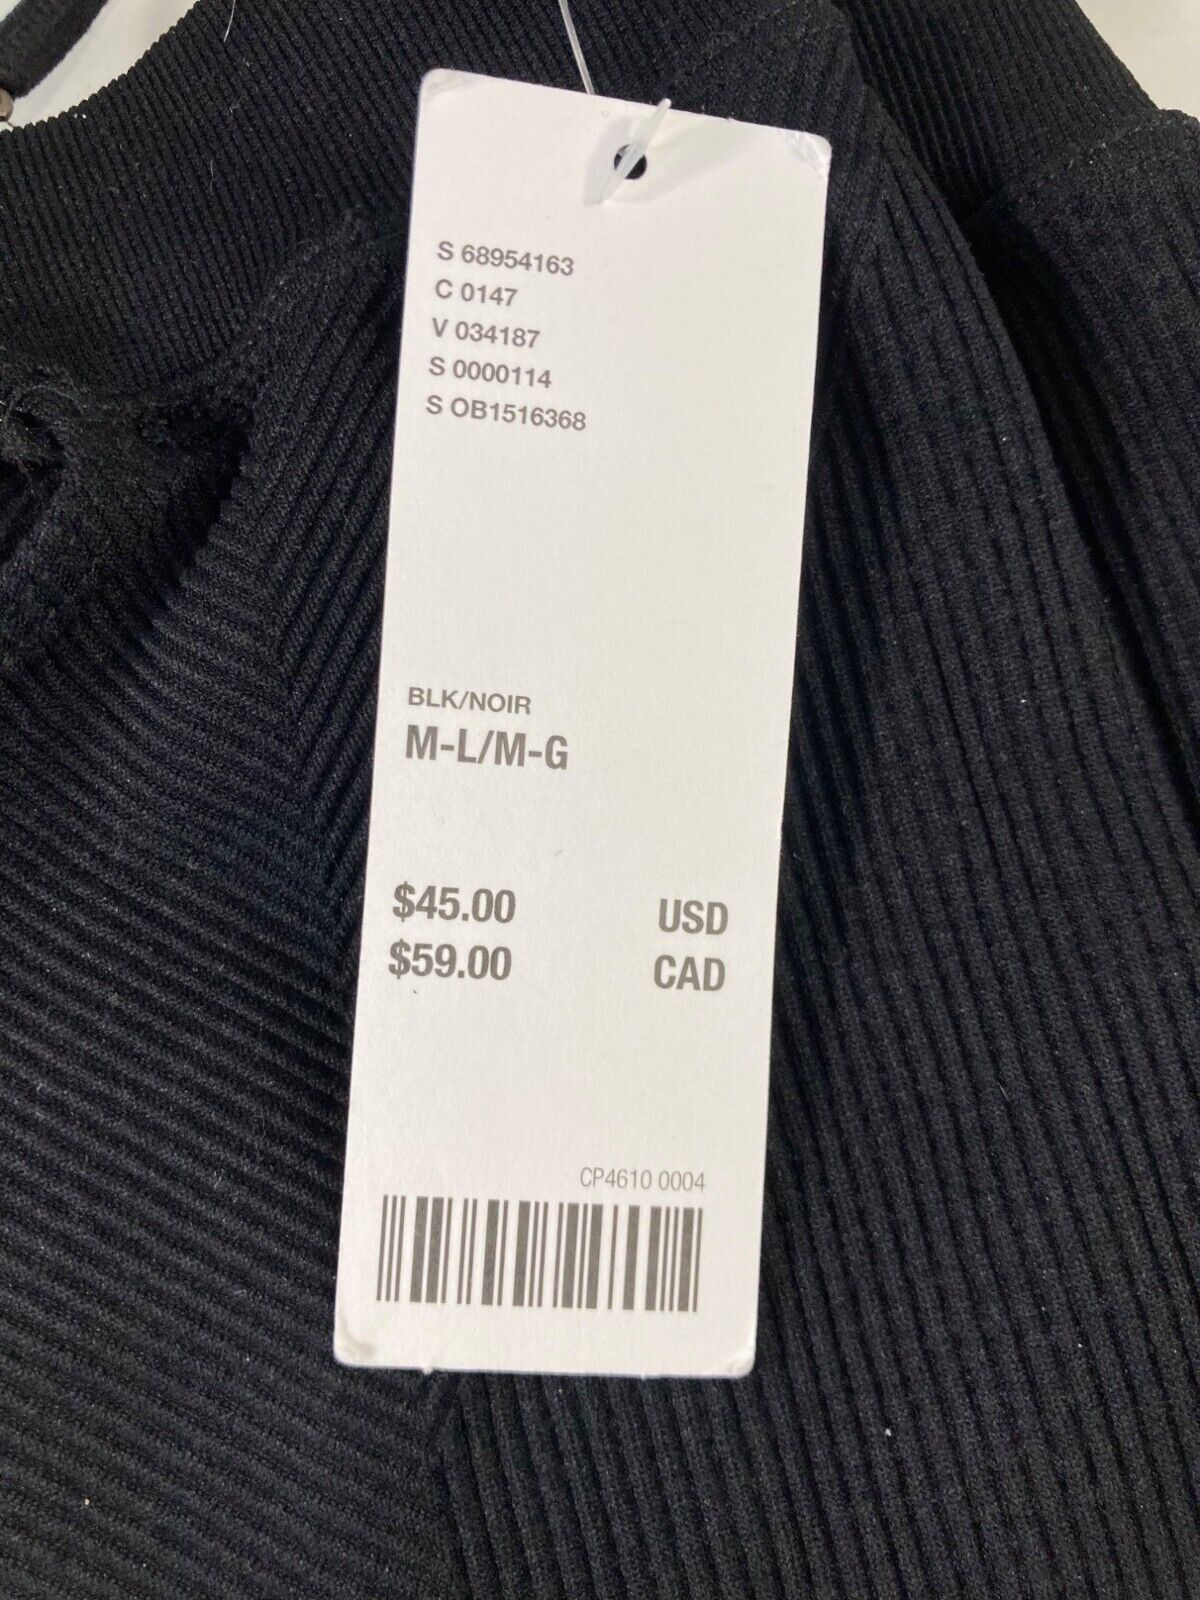 S 68954163
C 0147
V 034187
S 0000114
S OB1516368
BLK/NOIR
M-L/M-G
$45.00 USD
$59.00 CAD
CP4610 0004